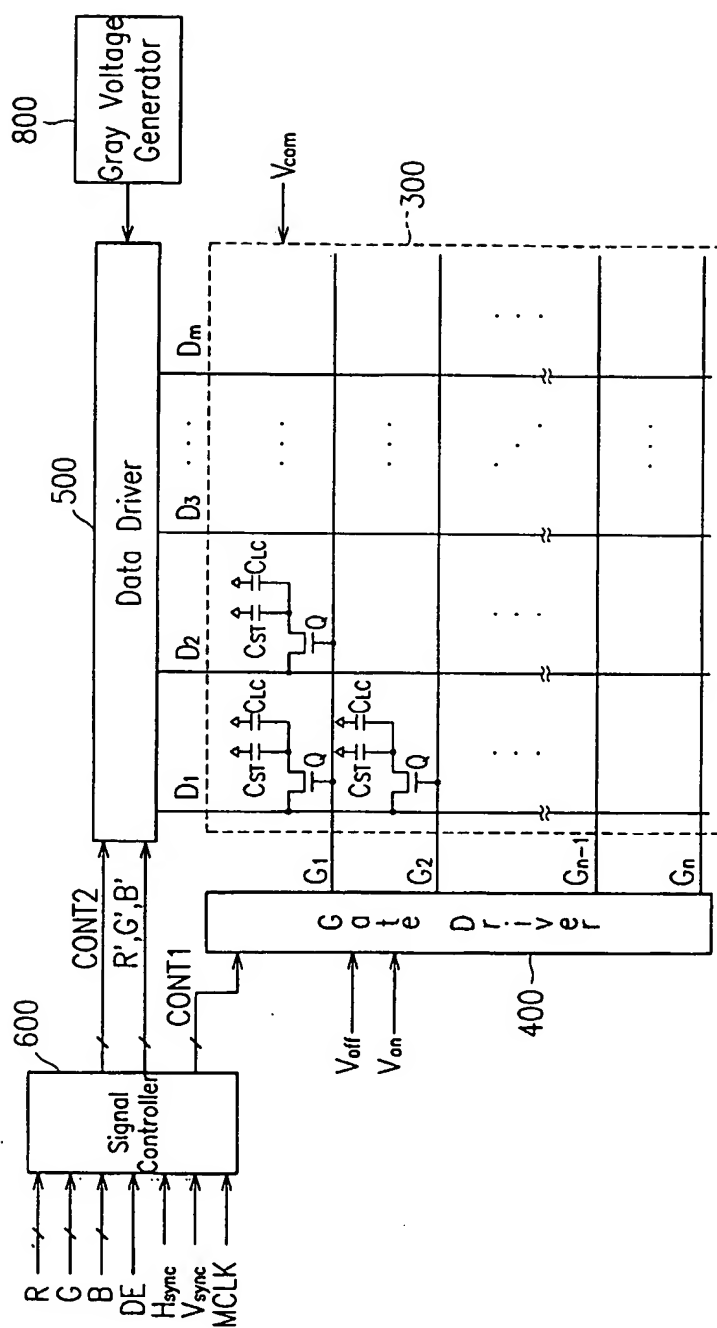 800
Gray Voltage
Generator
500
Data Driver
Vcom
300
D1
D2
D3
. . .
Dm
CST
CLC
Q
CST
CLC
Q
CST
CLC
Q
G1
G2
Gn-1
Gn
Gate Driver
400
Voff
Von
600
Signal
Controller
CONT2
R',G',B'
CONT1
R
G
B
DE
Hsync
Vsync
MCLK